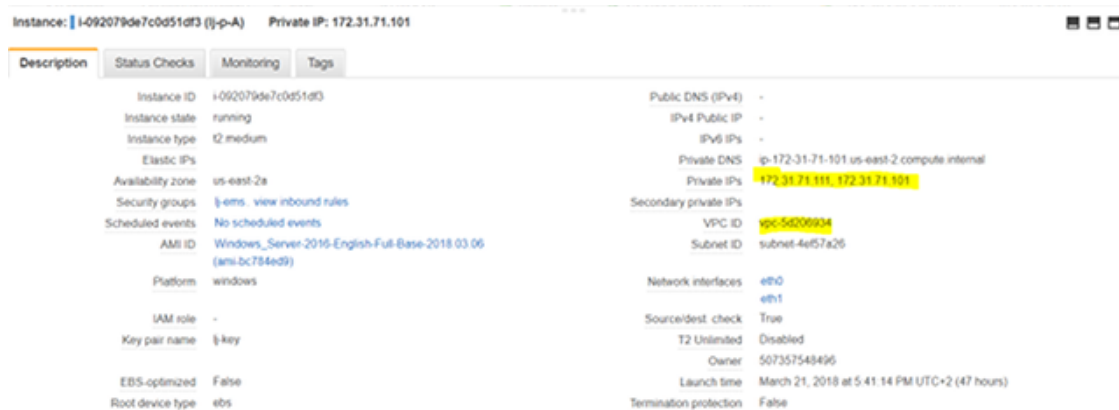 Instance: i-092079de7c0d51df3 (lj-p-A) Private IP: 172.31.71.101
Description Status Checks Monitoring Tags
Instance ID i-092079de7c0d51df3
Instance state running
Instance type t2.medium
Elastic IPs
Availability zone us-east-2a
Security groups lj-ems. view inbound rules
Scheduled events No scheduled events
AMI ID Windows_Server-2016-English-Full-Base-2018.03.06
(ami-bc784ed9)
Platform windows
IAM role -
Key pair name lj-key
EBS-optimized False
Root device type ebs
Public DNS (IPv4) -
IPv4 Public IP -
IPv6 IPs -
Private DNS ip-172-31-71-101.us-east-2.compute.internal
Private IPs 172.31.71.111, 172.31.71.101
Secondary private IPs
VPC ID vpc-5d206934
Subnet ID subnet-4ef57a26
Network interfaces eth0
eth1
Source/dest. check True
T2 Unlimited Disabled
Owner 507357548496
Launch time March 21, 2018 at 5:41:14 PM UTC+2 (47 hours)
Termination protection False